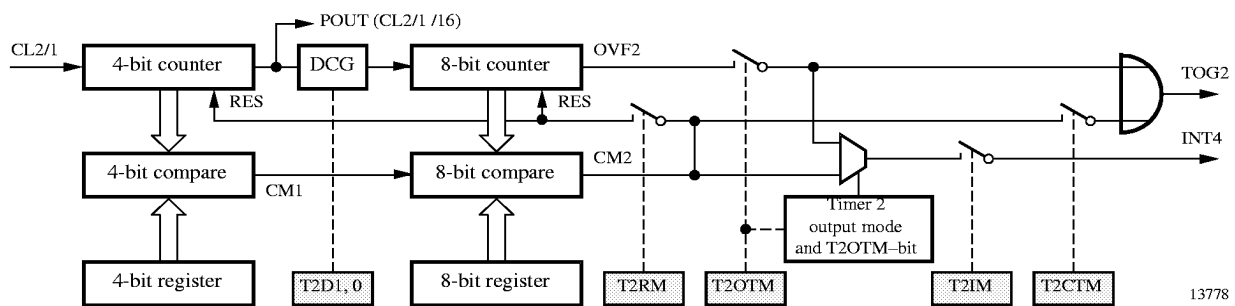 POUT (CL2/1 /16)
CL2/1
4-bit counter
DCG
8-bit counter
OVF2
TOG2
RES
RES
INT4
4-bit compare
CM1
8-bit compare
CM2
Timer 2
output mode
and T2OTM–bit
4-bit register
T2D1, 0
8-bit register
T2RM
T2OTM
T2IM
T2CTM
13778